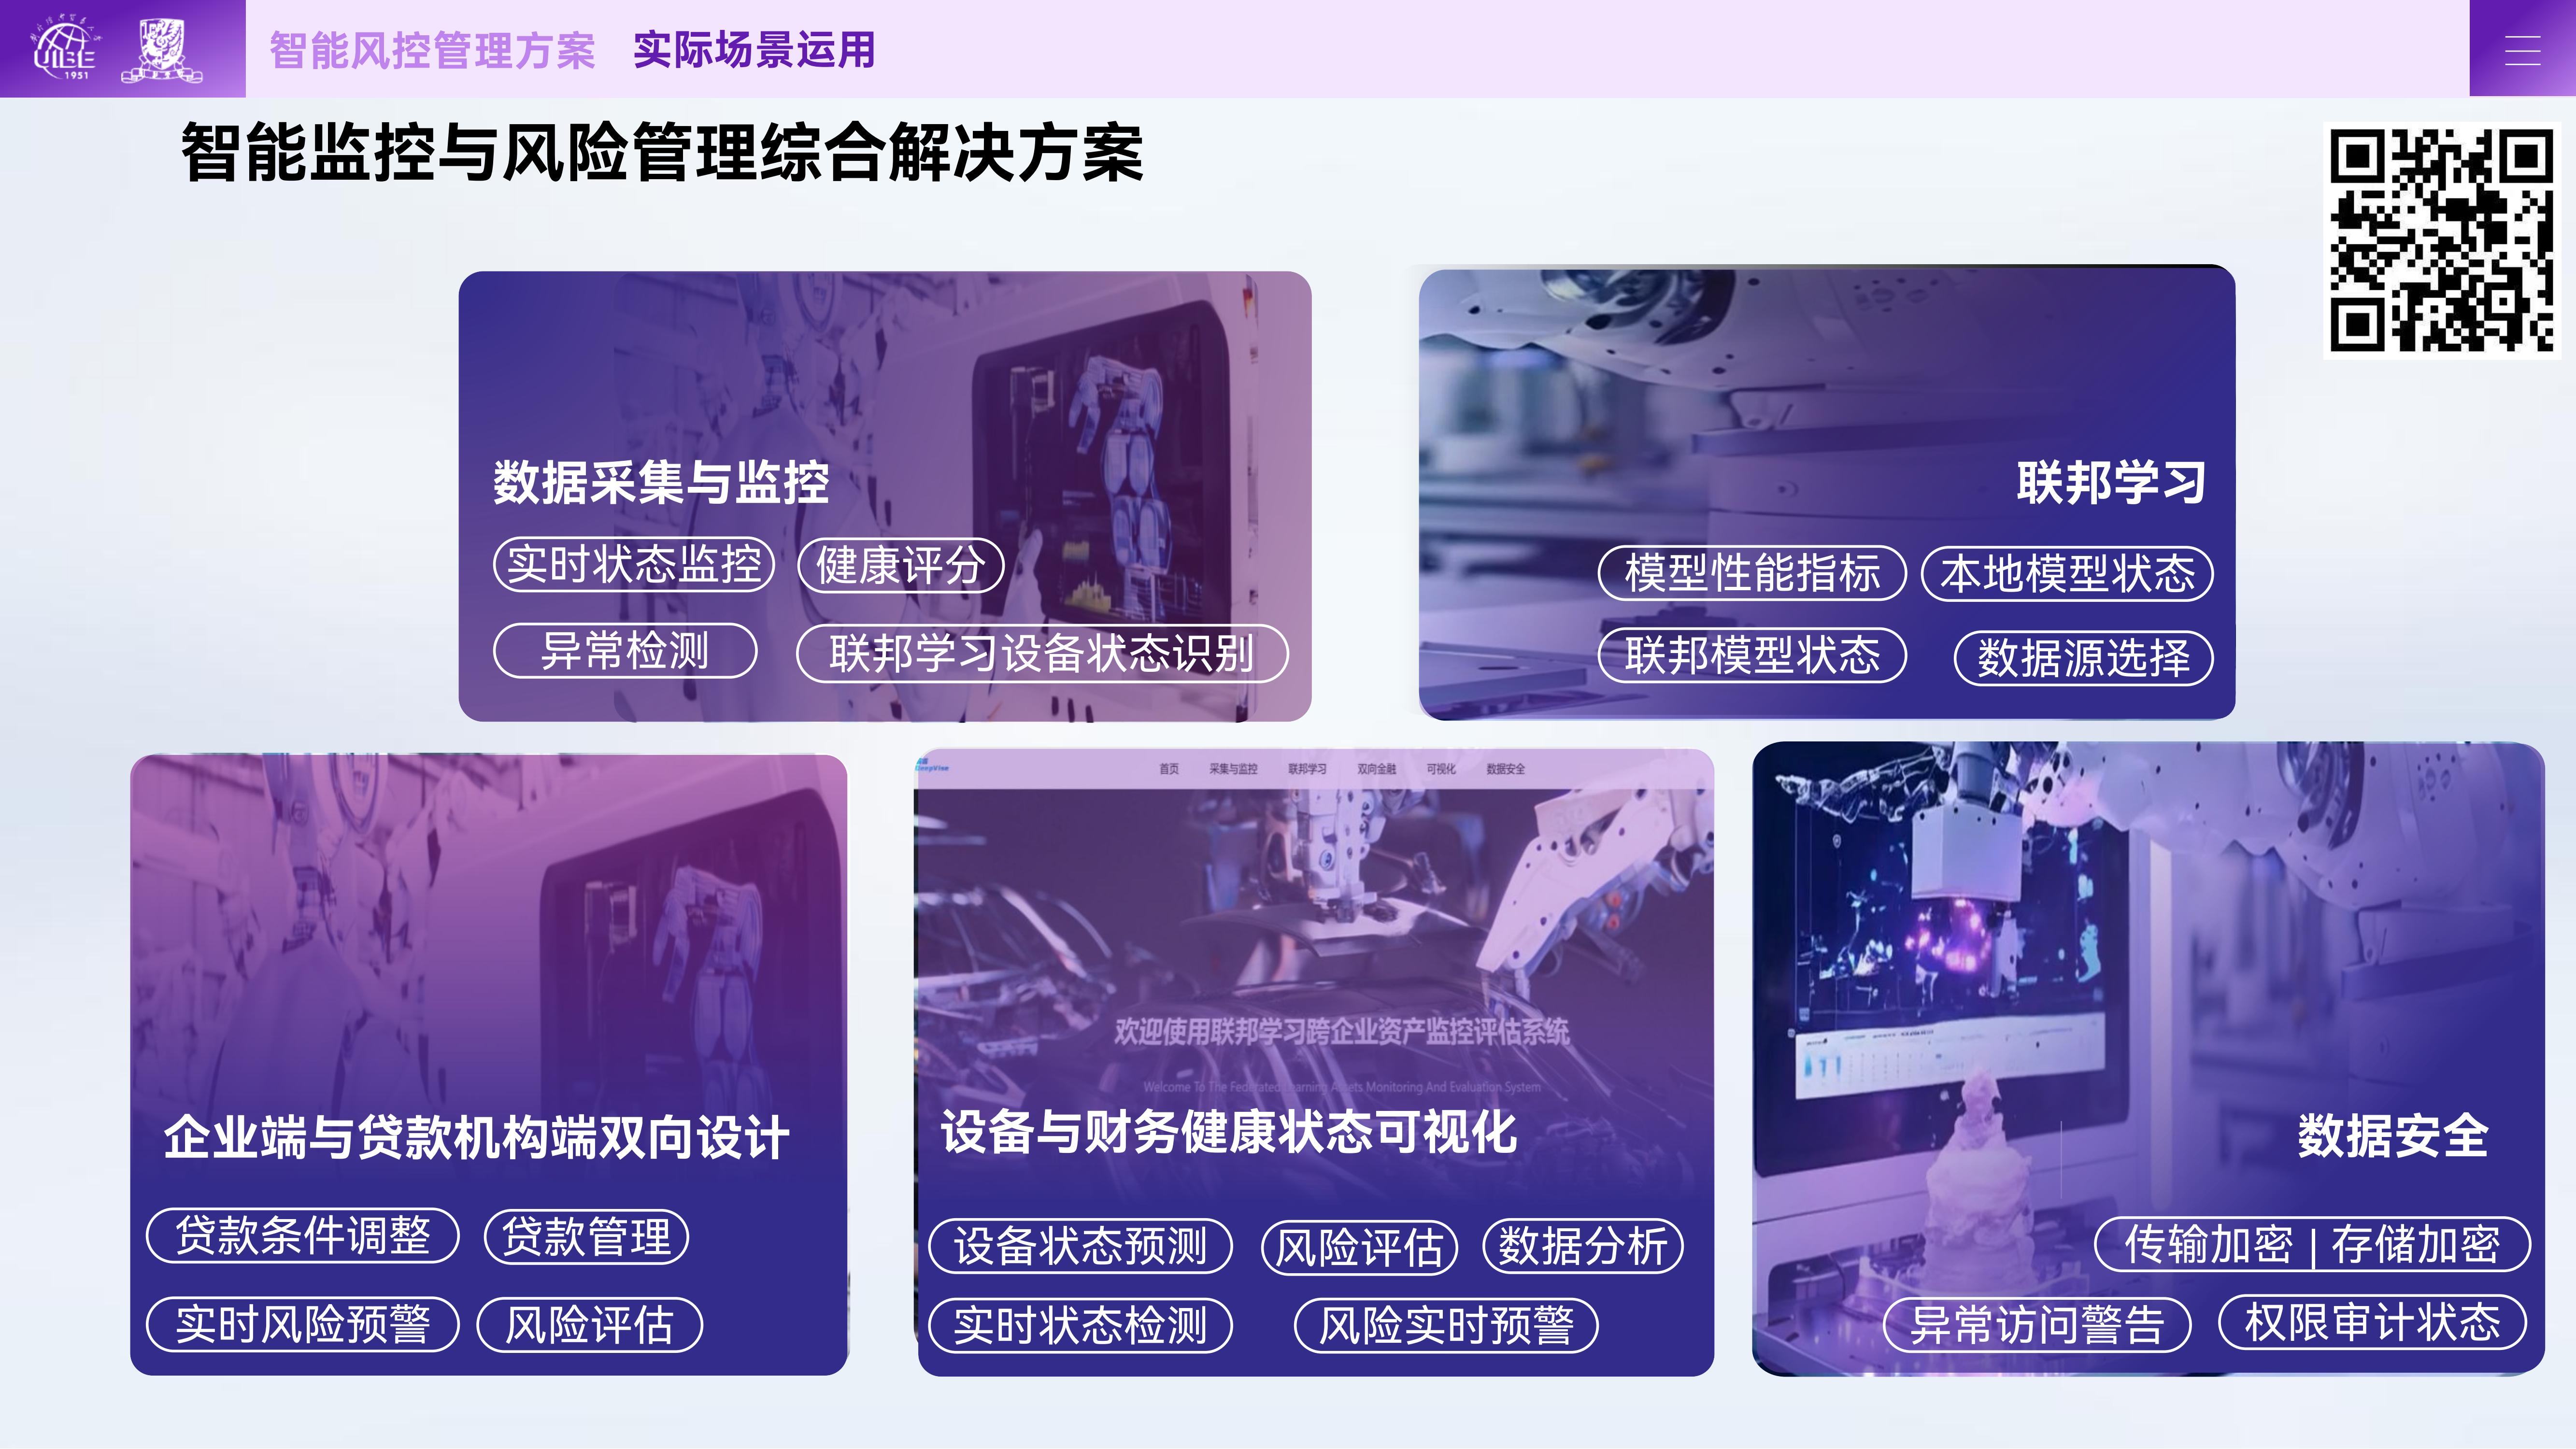 UIBE
1951
智能风控管理方案 实际场景运用
智能监控与风险管理综合解决方案
数据采集与监控
实时状态监控 健康评分
异常检测 联邦学习设备状态识别
联邦学习
模型性能指标 本地模型状态
联邦模型状态 数据源选择
企业端与贷款机构端双向设计
贷款条件调整 贷款管理
实时风险预警 风险评估
首页 采集与监控 联邦学习 双向金融 可视化 数据安全
欢迎使用联邦学习跨企业资产监控评估系统
Welcome To The Federated Learning Assets Monitoring And Evaluation System
设备与财务健康状态可视化
设备状态预测 风险评估 数据分析
实时状态检测 风险实时预警
数据安全
传输加密 | 存储加密
异常访问警告 权限审计状态